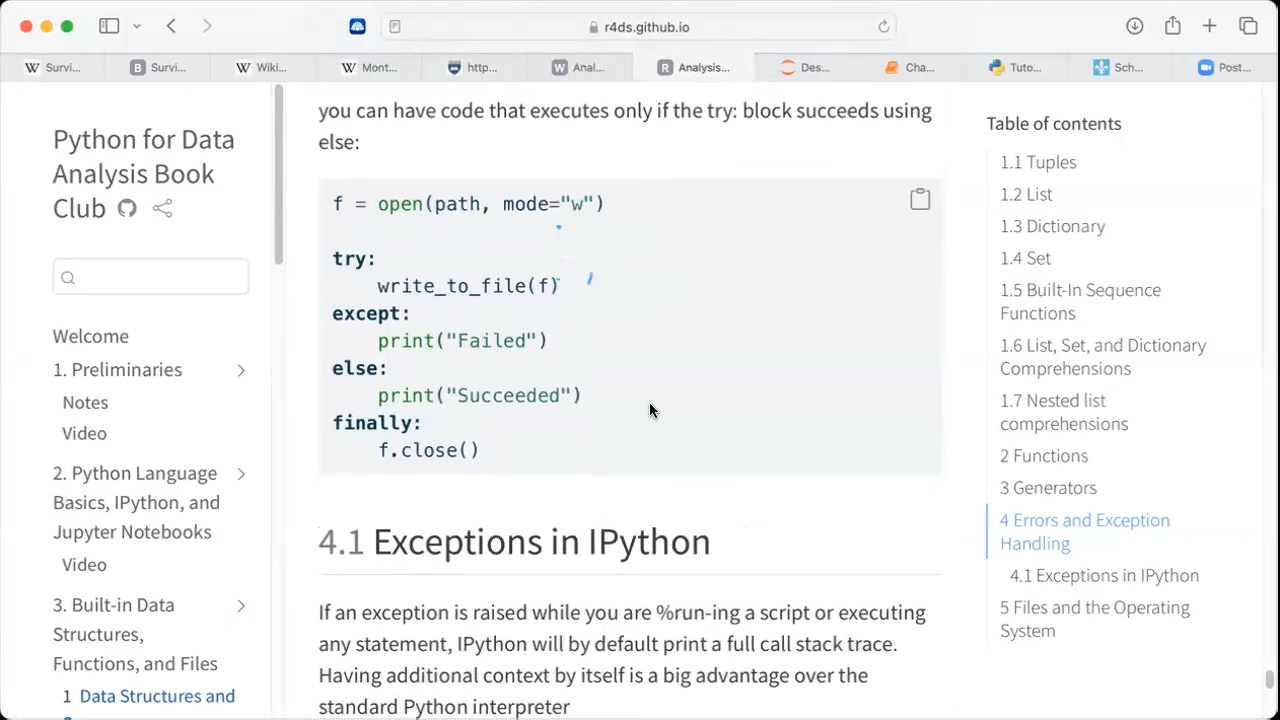 r4ds.github.io
Survi...
Survi...
Wiki...
Mont...
http...
Anal...
Analysis...
Des...
Cha...
Tuto...
Sch...
Post...
Python for Data
Analysis Book
Club
Welcome
1. Preliminaries
Notes
Video
2. Python Language
Basics, IPython, and
Jupyter Notebooks
Video
3. Built-in Data
Structures,
Functions, and Files
1 Data Structures and
you can have code that executes only if the try: block succeeds using
else:
f = open(path, mode="w")
try:
    write_to_file(f)
except:
    print("Failed")
else:
    print("Succeeded")
finally:
    f.close()
4.1 Exceptions in IPython
If an exception is raised while you are %run-ing a script or executing
any statement, IPython will by default print a full call stack trace.
Having additional context by itself is a big advantage over the
standard Python interpreter
Table of contents
1.1 Tuples
1.2 List
1.3 Dictionary
1.4 Set
1.5 Built-In Sequence
Functions
1.6 List, Set, and Dictionary
Comprehensions
1.7 Nested list
comprehensions
2 Functions
3 Generators
4 Errors and Exception
Handling
4.1 Exceptions in IPython
5 Files and the Operating
System